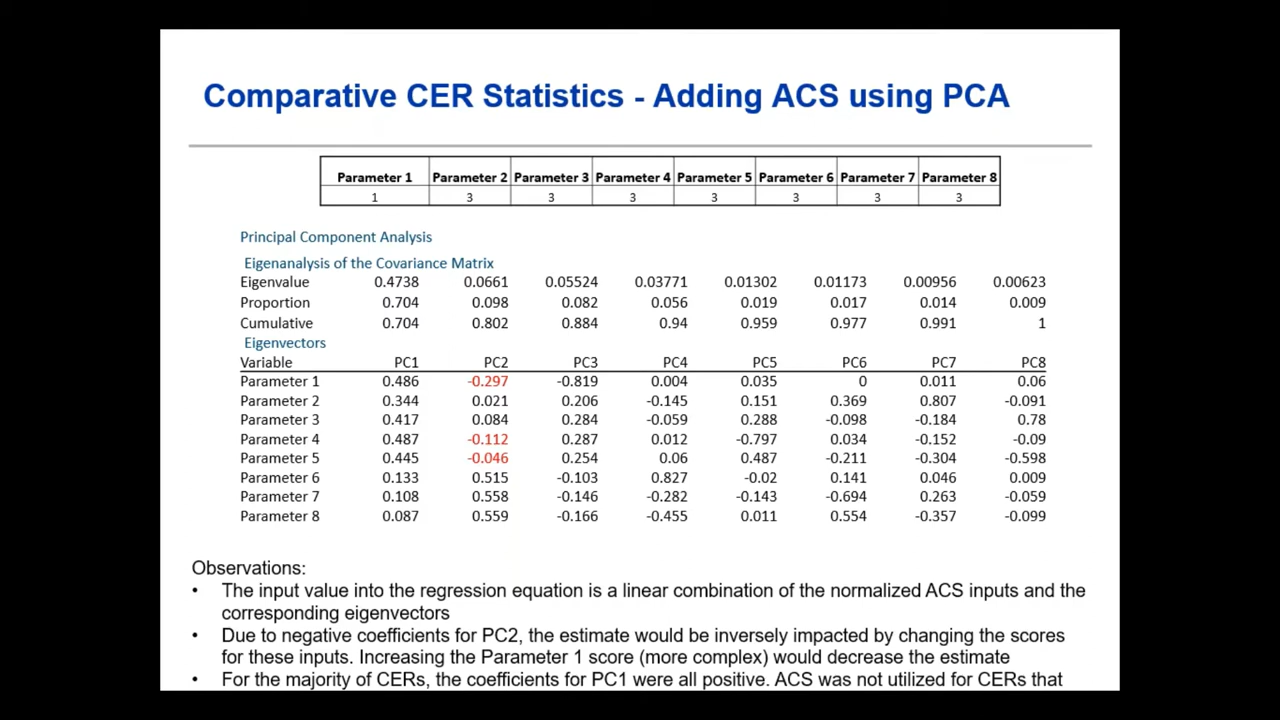 Comparative CER Statistics - Adding ACS using PCA
Parameter 1 Parameter 2 Parameter 3 Parameter 4 Parameter 5 Parameter 6 Parameter 7 Parameter 8
1 3 3 3 3 3 3 3
Principal Component Analysis
Eigenanalysis of the Covariance Matrix
Eigenvalue 0.4738 0.0661 0.05524 0.03771 0.01302 0.01173 0.00956 0.00623
Proportion 0.704 0.098 0.082 0.056 0.019 0.017 0.014 0.009
Cumulative 0.704 0.802 0.884 0.94 0.959 0.977 0.991 1
Eigenvectors
Variable PC1 PC2 PC3 PC4 PC5 PC6 PC7 PC8
Parameter 1 0.486 -0.297 -0.819 0.004 0.035 0 0.011 0.06
Parameter 2 0.344 0.021 0.206 -0.145 0.151 0.369 0.807 -0.091
Parameter 3 0.417 0.084 0.284 -0.059 0.288 -0.098 -0.184 0.78
Parameter 4 0.487 -0.112 0.287 0.012 -0.797 0.034 -0.152 -0.09
Parameter 5 0.445 -0.046 0.254 0.06 0.487 -0.211 -0.304 -0.598
Parameter 6 0.133 0.515 -0.103 0.827 -0.02 0.141 0.046 0.009
Parameter 7 0.108 0.558 -0.146 -0.282 -0.143 -0.694 0.263 -0.059
Parameter 8 0.087 0.559 -0.166 -0.455 0.011 0.554 -0.357 -0.099
Observations:
• The input value into the regression equation is a linear combination of the normalized ACS inputs and the
corresponding eigenvectors
• Due to negative coefficients for PC2, the estimate would be inversely impacted by changing the scores
for these inputs. Increasing the Parameter 1 score (more complex) would decrease the estimate
• For the majority of CERs, the coefficients for PC1 were all positive. ACS was not utilized for CERs that